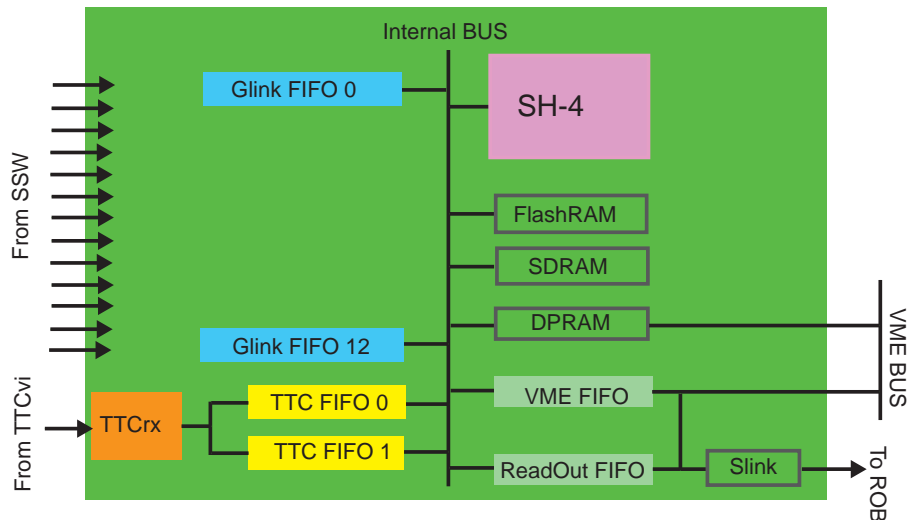 Internal BUS
Glink FIFO 0
SH-4
From SSW
FlashRAM
SDRAM
DPRAM
Glink FIFO 12
VME BUS
TTC FIFO 0
VME FIFO
From TTCvi
TTCrx
TTC FIFO 1
ReadOut FIFO
Slink
To ROB